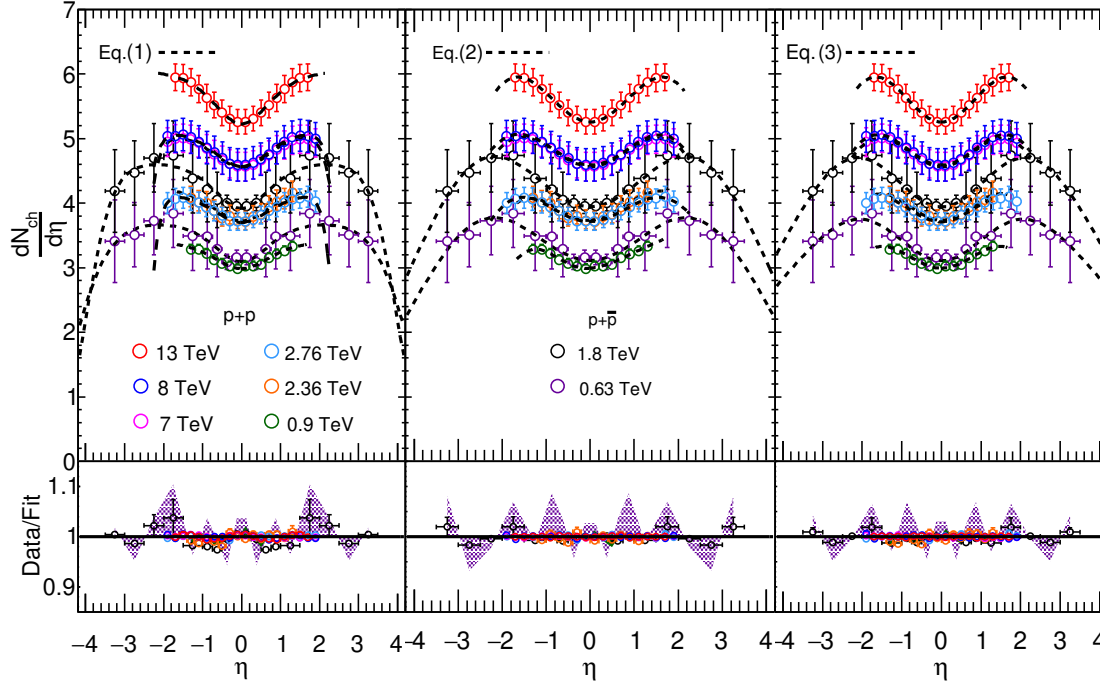 7
6
5
4
3
2
1
0
dN_ch
dη
Eq.(1)
p+p
13 TeV
2.76 TeV
8 TeV
2.36 TeV
7 TeV
0.9 TeV
Eq.(2)
p+p̅
1.8 TeV
0.63 TeV
Eq.(3)
1.1
1
0.9
Data/Fit
−4 −3 −2 −1 0 1 2 3 4 −4 −3 −2 −1 0 1 2 3 4 −4 −3 −2 −1 0 1 2 3 4
η η η